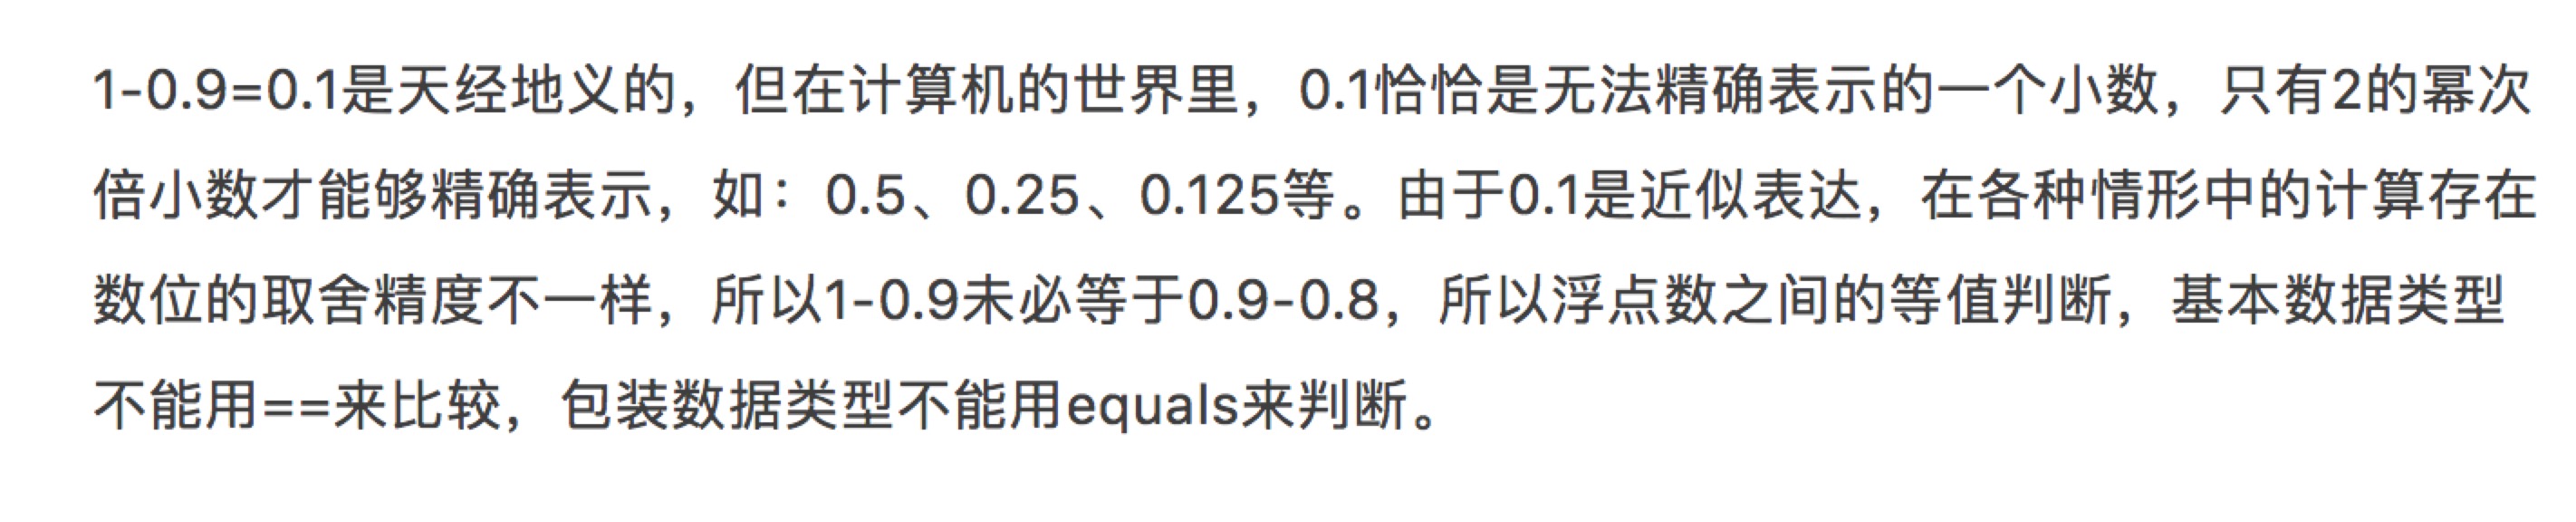 1-0.9=0.1是天经地义的，但在计算机的世界里，0.1恰恰是无法精确表示的一个小数，只有2的幂次
倍小数才能够精确表示，如：0.5、0.25、0.125等。由于0.1是近似表达，在各种情形中的计算存在
数位的取舍精度不一样，所以1-0.9未必等于0.9-0.8，所以浮点数之间的等值判断，基本数据类型
不能用==来比较，包装数据类型不能用equals来判断。